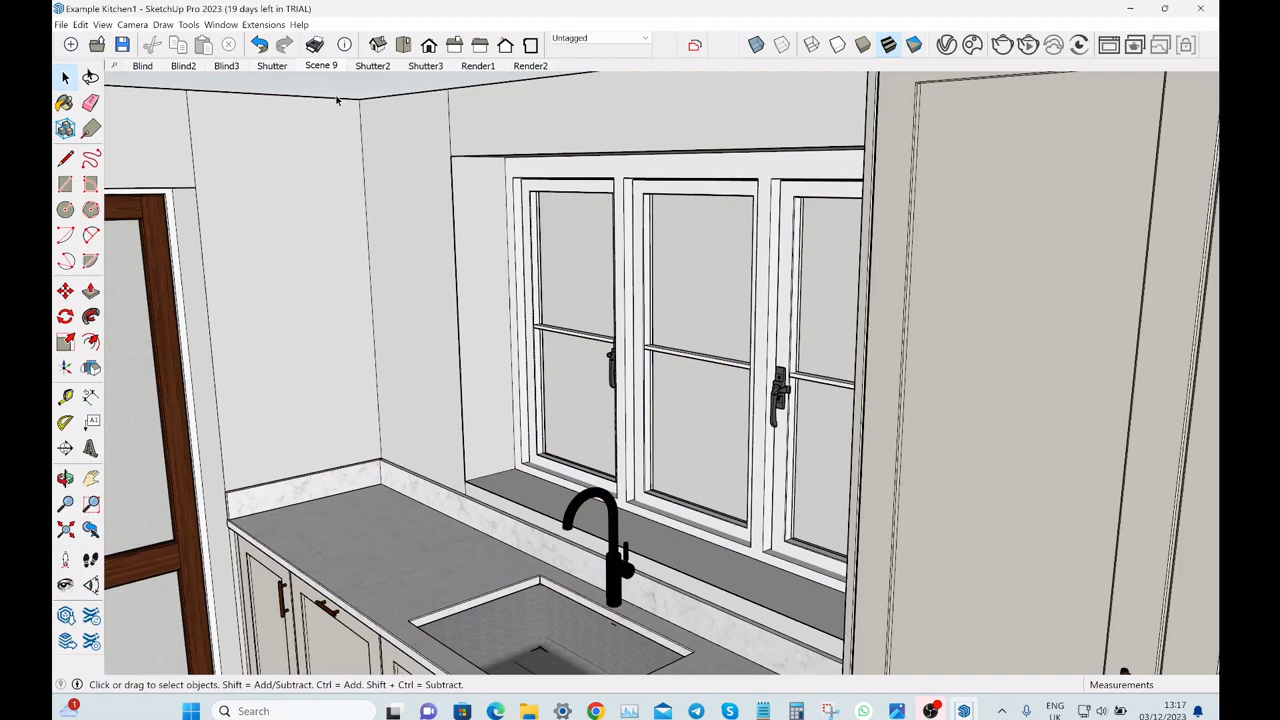 Example Kitchen1 - SketchUp Pro 2023 (19 days left in TRIAL)
File Edit View Camera Draw Tools Window Extensions Help
Untagged
Blind Blind2 Blind3 Shutter Scene 9 Shutter2 Shutter3 Render1 Render2
A1
Click or drag to select objects. Shift = Add/Subtract. Ctrl = Add. Shift + Ctrl = Subtract.
Measurements
1
Search
ENG
UK
13:17
03/12/2023